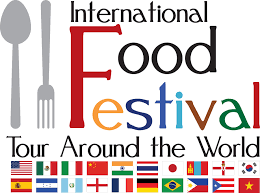 International
Food
Festival
Tour Around the World